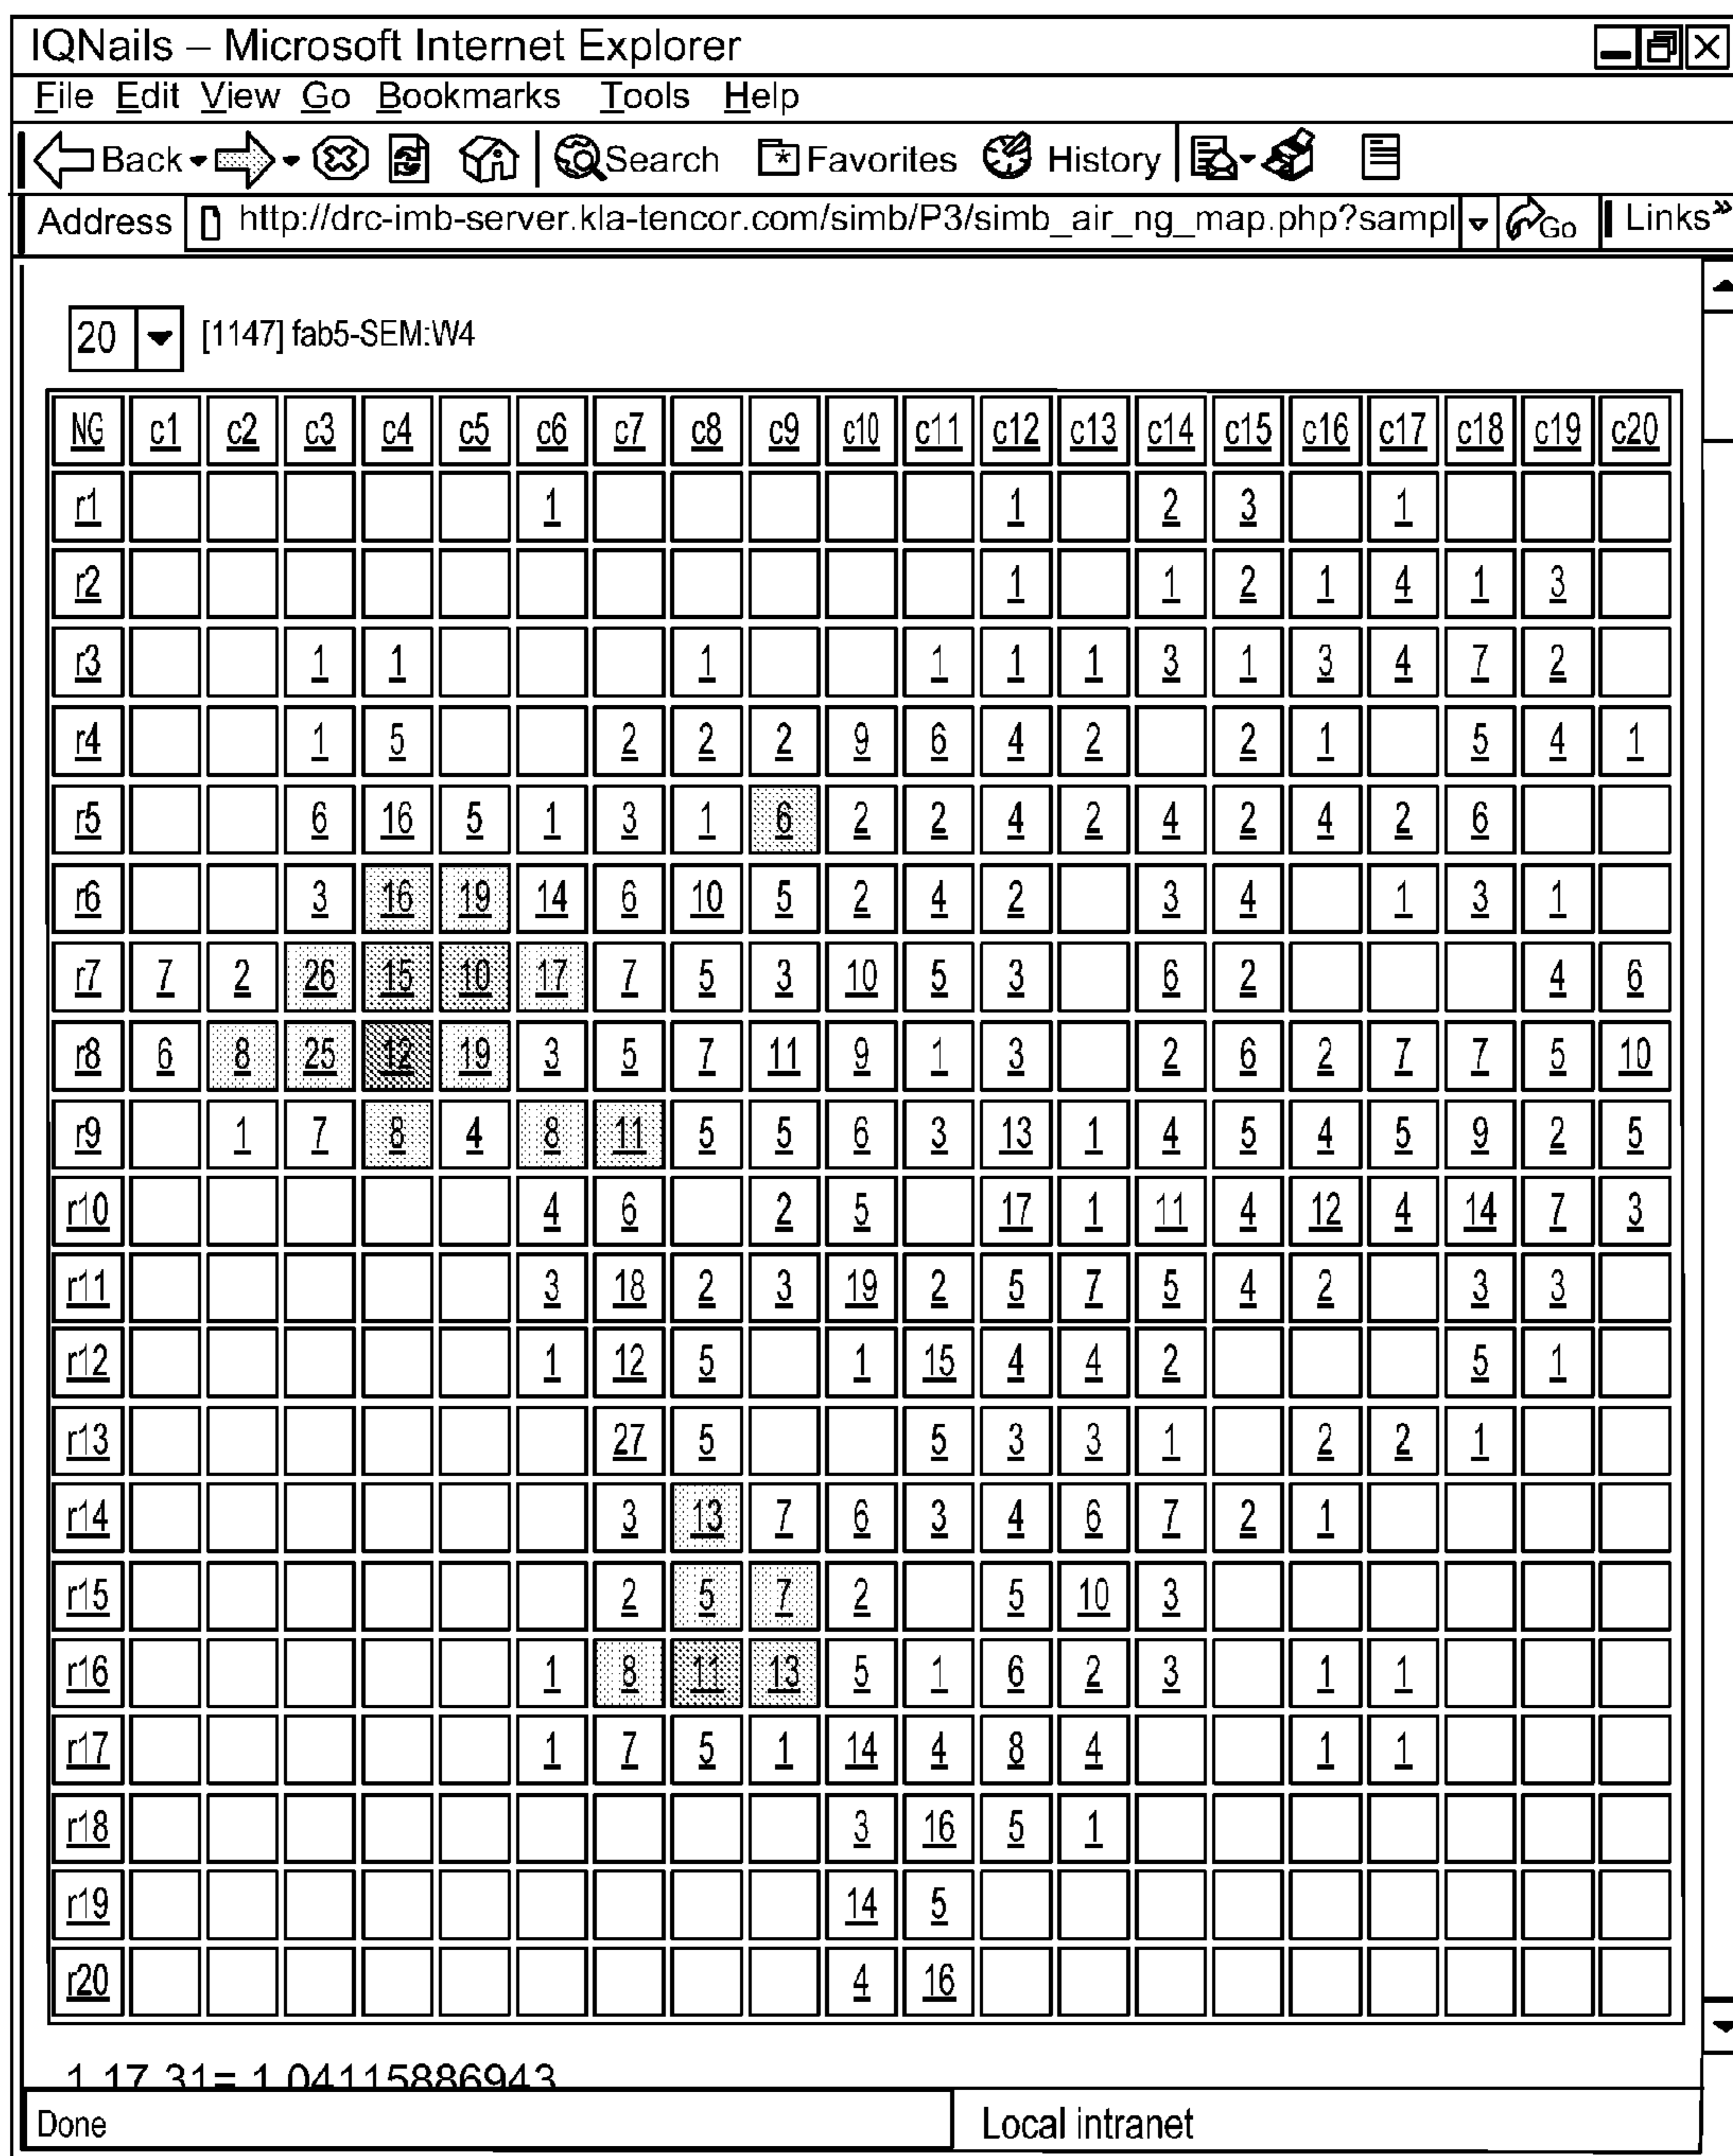 IQNails – Microsoft Internet Explorer
File Edit View Go Bookmarks Tools Help
Back Search Favorites History
Address http://drc-imb-server.kla-tencor.com/simb/P3/simb_air_ng_map.php?sampl Go Links»
20 [1147] fab5-SEM:W4
NG c1 c2 c3 c4 c5 c6 c7 c8 c9 c10 c11 c12 c13 c14 c15 c16 c17 c18 c19 c20
r1 1 1 2 3 1
r2 1 1 2 1 4 1 3
r3 1 1 1 1 1 1 3 1 3 4 7 2
r4 1 5 2 2 2 9 6 4 2 2 1 5 4 1
r5 6 16 5 1 3 1 6 2 2 4 2 4 2 4 2 6
r6 3 16 19 14 6 10 5 2 4 2 3 4 1 3 1
r7 7 2 26 15 10 17 7 5 3 10 5 3 6 2 4 6
r8 6 8 25 12 19 3 5 7 11 9 1 3 2 6 2 7 7 5 10
r9 1 7 8 4 8 11 5 5 6 3 13 1 4 5 4 5 9 2 5
r10 4 6 2 5 17 1 11 4 12 4 14 7 3
r11 3 18 2 3 19 2 5 7 5 4 2 3 3
r12 1 12 5 1 15 4 4 2 5 1
r13 27 5 5 3 3 1 2 2 1
r14 3 13 7 6 3 4 6 7 2 1
r15 2 5 7 2 5 10 3
r16 1 8 11 13 5 1 6 2 3 1 1
r17 1 7 5 1 14 4 8 4 1 1
r18 3 16 5 1
r19 14 5
r20 4 16
1 17 31= 1 04115886943
Done Local intranet